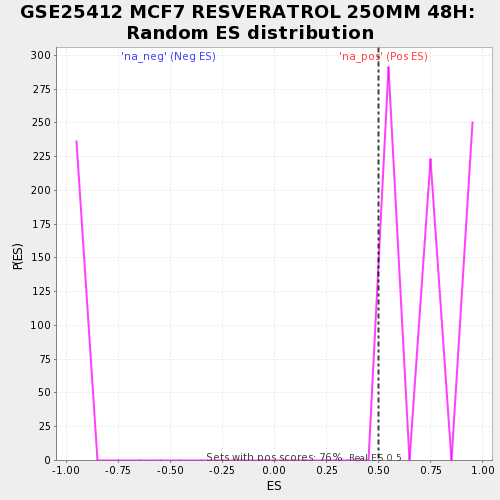 GSE25412 MCF7 RESVERATROL 250MM 48H:
Random ES distribution
'na_neg' (Neg ES)
'na_pos' (Pos ES)
300
275
250
225
200
175
150
125
100
75
50
25
0
P(ES)
Sets with pos scores: 76%
Real ES 0.5
-1.00
-0.75
-0.50
-0.25
0.00
0.25
0.50
0.75
1.00
ES